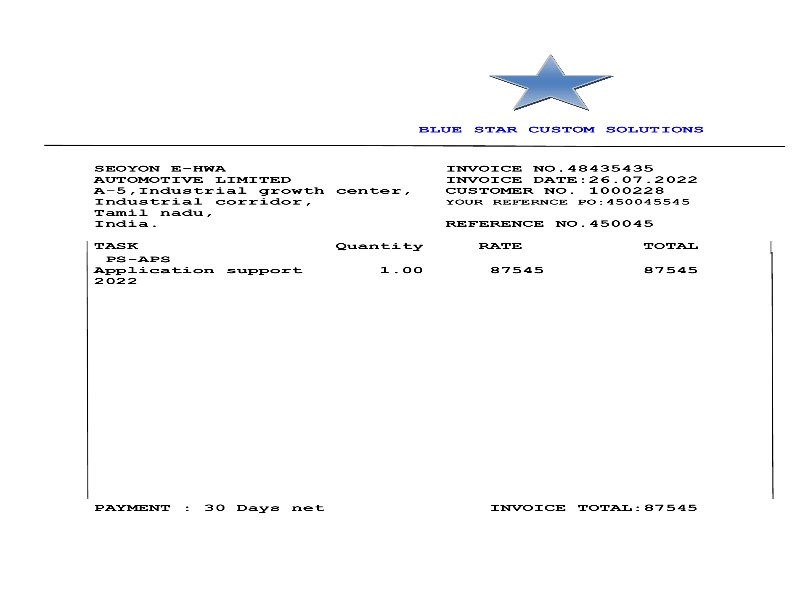 BLUE STAR CUSTOM SOLUTIONS
SEOYON E-HWA
AUTOMOTIVE LIMITED
A-5,Industrial growth center,
Industrial corridor,
Tamil nadu,
India.
INVOICE NO.48435435
INVOICE DATE:26.07.2022
CUSTOMER NO. 1000228
YOUR REFERNCE PO:450045545
REFERENCE NO.450045
TASK Quantity RATE TOTAL
PS-APS
Application support 1.00 87545 87545
2022
PAYMENT : 30 Days net INVOICE TOTAL:87545